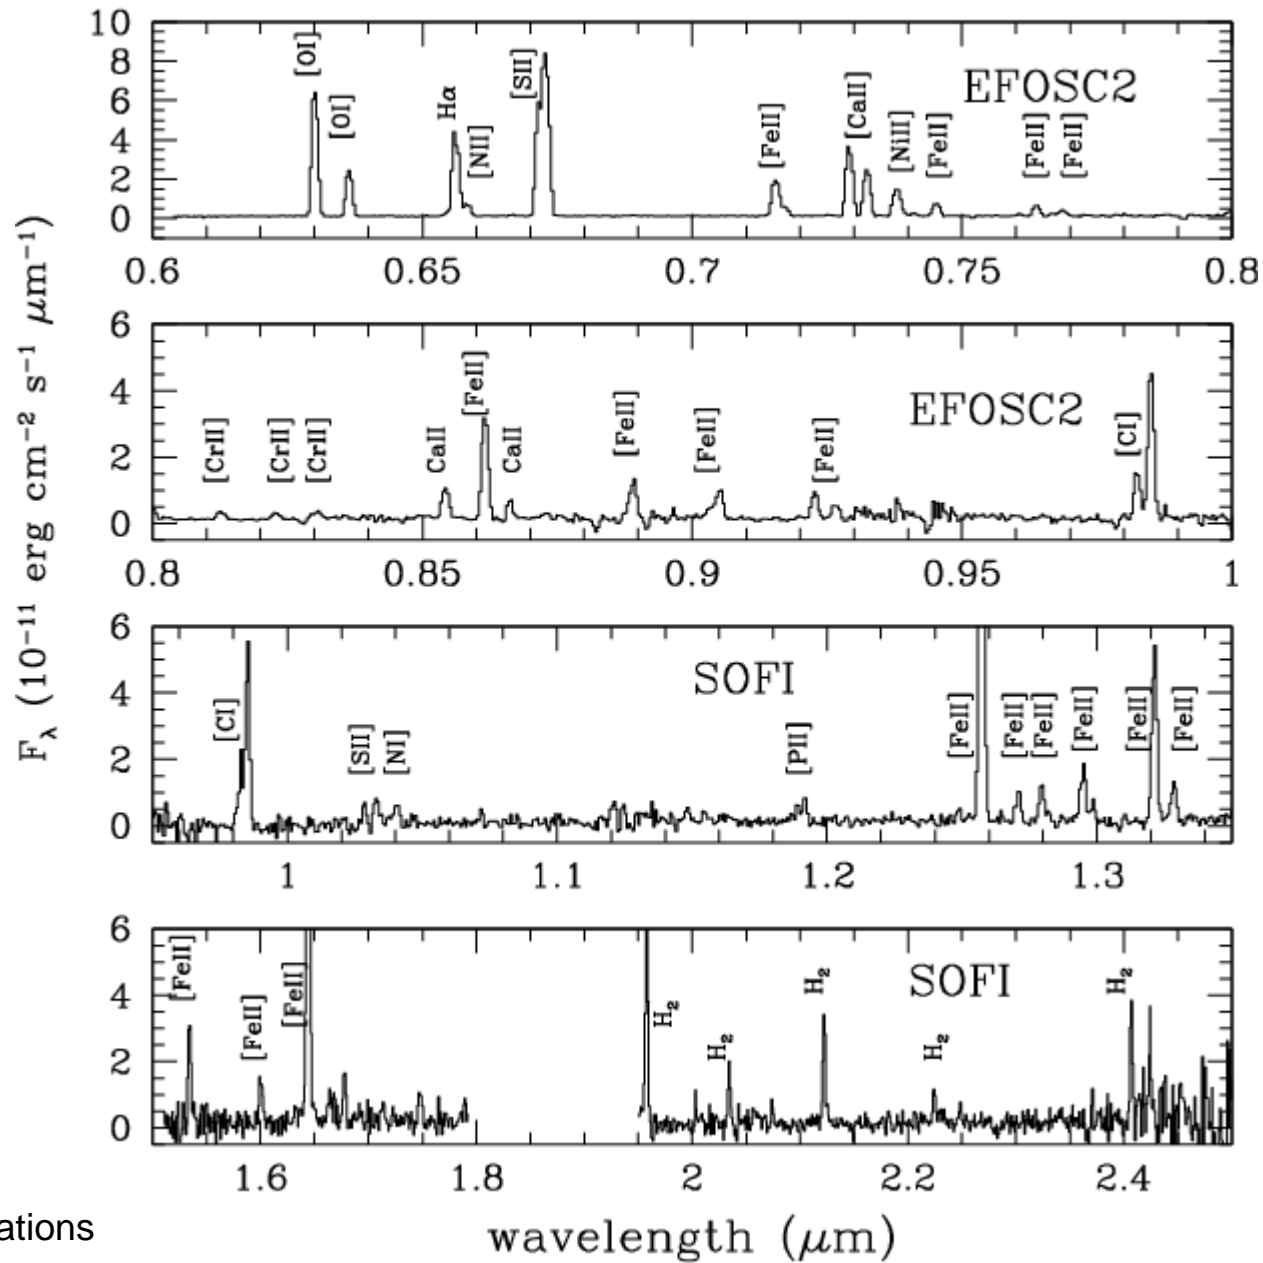 F_λ (10⁻¹¹ erg cm⁻² s⁻¹ μm⁻¹)
10
8
6
4
2
0
[OI]
[OI]
Hα
[NII]
[SII]
[FeII]
[CaII]
[NiII]
[FeII]
[FeII]
[FeII]
EFOSC2
0.6 0.65 0.7 0.75 0.8
6
4
2
0
[CrII]
[CrII]
[CrII]
CaII
[FeII]
CaII
[FeII]
[FeII]
[FeII]
[CI]
EFOSC2
0.8 0.85 0.9 0.95 1
6
4
2
0
[CI]
[SII]
[NI]
[PII]
[FeII]
[FeII]
[FeII]
[FeII]
[FeII]
[FeII]
SOFI
1 1.1 1.2 1.3
6
4
2
0
[FeII]
[FeII]
[FeII]
H₂
H₂
H₂
H₂
H₂
SOFI
1.6 1.8 2 2.2 2.4
wavelength (μm)
ations